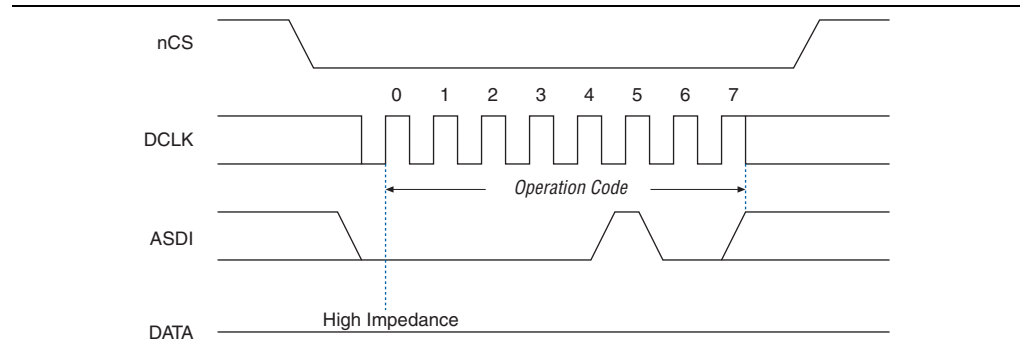 nCS
0 1 2 3 4 5 6 7
DCLK
Operation Code
ASDI
High Impedance
DATA